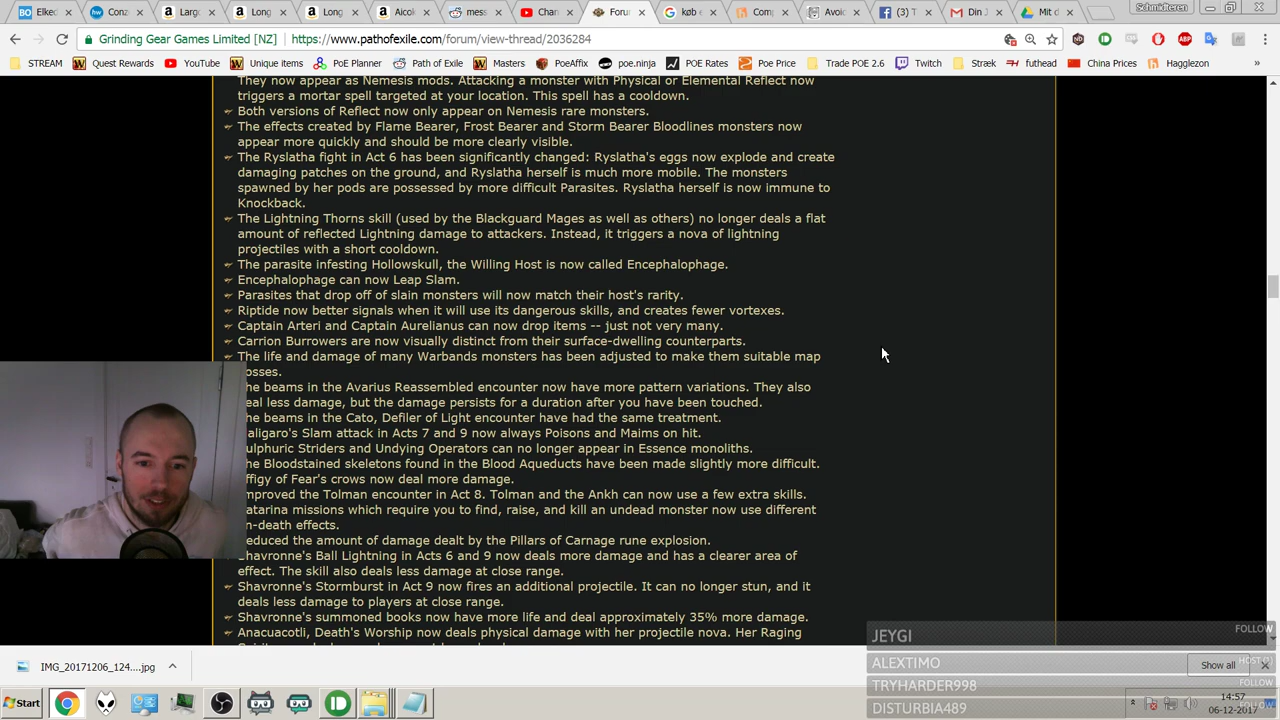 BO Elked
hw Conz
a Large
a Long
a Long
a Aicok
mess
Char
Forum
G køb e
Comp
Avoid
(3) T
Din J
Mit d
Schmidteren
Grinding Gear Games Limited [NZ] | https://www.pathofexile.com/forum/view-thread/2036284
STREAM
Quest Rewards
YouTube
Unique items
PoE Planner
Path of Exile
Masters
PoeAffix
poe.ninja
POE Rates
Poe Price
Trade POE 2.6
Twitch
Stræk
futhead
China Prices
Hagglezon
»
They now appear as Nemesis mods. Attacking a monster with Physical or Elemental Reflect now
triggers a mortar spell targeted at your location. This spell has a cooldown.
Both versions of Reflect now only appear on Nemesis rare monsters.
The effects created by Flame Bearer, Frost Bearer and Storm Bearer Bloodlines monsters now
appear more quickly and should be more clearly visible.
The Ryslatha fight in Act 6 has been significantly changed: Ryslatha's eggs now explode and create
damaging patches on the ground, and Ryslatha herself is much more mobile. The monsters
spawned by her pods are possessed by more difficult Parasites. Ryslatha herself is now immune to
Knockback.
The Lightning Thorns skill (used by the Blackguard Mages as well as others) no longer deals a flat
amount of reflected Lightning damage to attackers. Instead, it triggers a nova of lightning
projectiles with a short cooldown.
The parasite infesting Hollowskull, the Willing Host is now called Encephalophage.
Encephalophage can now Leap Slam.
Parasites that drop off of slain monsters will now match their host's rarity.
Riptide now better signals when it will use its dangerous skills, and creates fewer vortexes.
Captain Arteri and Captain Aurelianus can now drop items -- just not very many.
Carrion Burrowers are now visually distinct from their surface-dwelling counterparts.
The life and damage of many Warbands monsters has been adjusted to make them suitable map
osses.
he beams in the Avarius Reassembled encounter now have more pattern variations. They also
eal less damage, but the damage persists for a duration after you have been touched.
he beams in the Cato, Defiler of Light encounter have had the same treatment.
aligaro's Slam attack in Acts 7 and 9 now always Poisons and Maims on hit.
ulphuric Striders and Undying Operators can no longer appear in Essence monoliths.
he Bloodstained skeletons found in the Blood Aqueducts have been made slightly more difficult.
ffigy of Fear's crows now deal more damage.
mproved the Tolman encounter in Act 8. Tolman and the Ankh can now use a few extra skills.
atarina missions which require you to find, raise, and kill an undead monster now use different
n-death effects.
educed the amount of damage dealt by the Pillars of Carnage rune explosion.
Shavronne's Ball Lightning in Acts 6 and 9 now deals more damage and has a clearer area of
effect. The skill also deals less damage at close range.
Shavronne's Stormburst in Act 9 now fires an additional projectile. It can no longer stun, and it
deals less damage to players at close range.
Shavronne's summoned books now have more life and deal approximately 35% more damage.
Anacuacotli, Death's Worship now deals physical damage with her projectile nova. Her Raging
JEYGI FOLLOW
ALEXTIMO HOST (1)
TRYHARDER998 FOLLOW
DISTURBIA489 FOLLOW
IMG_20171206_124....jpg
Show all
Start
14:57
06-12-2017